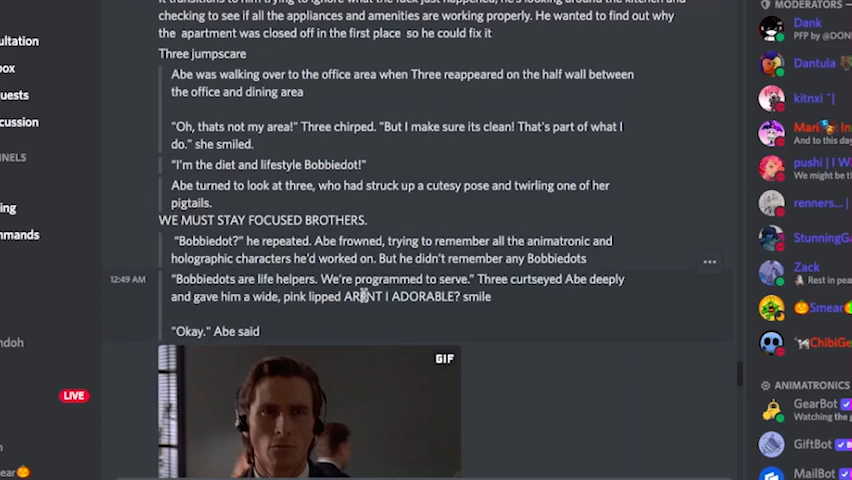 it transitions to him trying to ignore what the fuck just happened, he's looking around the kitchen and
checking to see if all the appliances and amenities are working properly. He wanted to find out why
the apartment was closed off in the first place so he could fix it
Three jumpscare
Abe was walking over to the office area when Three reappeared on the half wall between
the office and dining area
"Oh, thats not my area!" Three chirped. "But I make sure its clean! That's part of what I
do." she smiled.
"I'm the diet and lifestyle Bobbiedot!"
Abe turned to look at three, who had struck up a cutesy pose and twirling one of her
pigtails.
WE MUST STAY FOCUSED BROTHERS.
"Bobbiedot?" he repeated. Abe frowned, trying to remember all the animatronic and
holographic characters he'd worked on. But he didn't remember any Bobbiedots
12:49 AM
"Bobbiedots are life helpers. We're programmed to serve." Three curtseyed Abe deeply
and gave him a wide, pink lipped ARENT I ADORABLE? smile
"Okay." Abe said
GIF
ultation
box
uests
cussion
NELS
ing
mmands
ndoh
LIVE
n
near
MODERATORS
Dank
PFP by @DON
Dantula
kitnxi ~|
Mari In
And to this day
pushi | I Wa
We might be th
renners... |
StunningGa
Zack
Rest in peac
Smear
ChibiGe
ANIMATRONICS
GearBot
Watching the g
GiftBot
MailBot